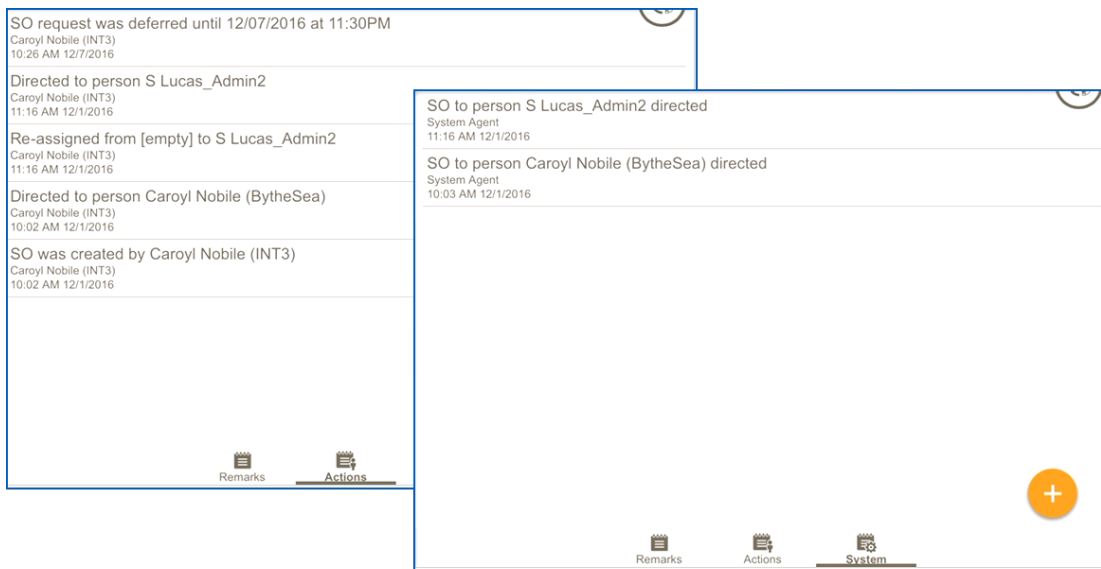 SO request was deferred until 12/07/2016 at 11:30PM
Caroyl Nobile (INT3)
10:26 AM 12/7/2016
Directed to person S Lucas_Admin2
Caroyl Nobile (INT3)
11:16 AM 12/1/2016
Re-assigned from [empty] to S Lucas_Admin2
Caroyl Nobile (INT3)
11:16 AM 12/1/2016
Directed to person Caroyl Nobile (BytheSea)
Caroyl Nobile (INT3)
10:02 AM 12/1/2016
SO was created by Caroyl Nobile (INT3)
Caroyl Nobile (INT3)
10:02 AM 12/1/2016
Remarks
Actions
SO to person S Lucas_Admin2 directed
System Agent
11:16 AM 12/1/2016
SO to person Caroyl Nobile (BytheSea) directed
System Agent
10:03 AM 12/1/2016
Remarks
Actions
System